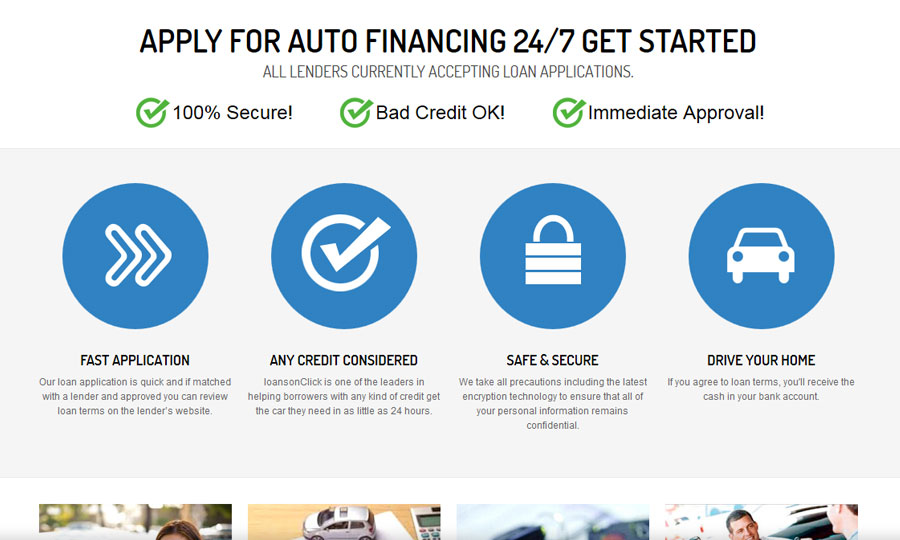 APPLY FOR AUTO FINANCING 24/7 GET STARTED
ALL LENDERS CURRENTLY ACCEPTING LOAN APPLICATIONS.
100% Secure!
Bad Credit OK!
Immediate Approval!
FAST APPLICATION
Our loan application is quick and if matched
with a lender and approved you can review
loan terms on the lender's website.
ANY CREDIT CONSIDERED
loansonClick is one of the leaders in
helping borrowers with any kind of credit get
the car they need in as little as 24 hours.
SAFE & SECURE
We take all precautions including the latest
encryption technology to ensure that all of
your personal information remains
confidential.
DRIVE YOUR HOME
If you agree to loan terms, you'll receive the
cash in your bank account.